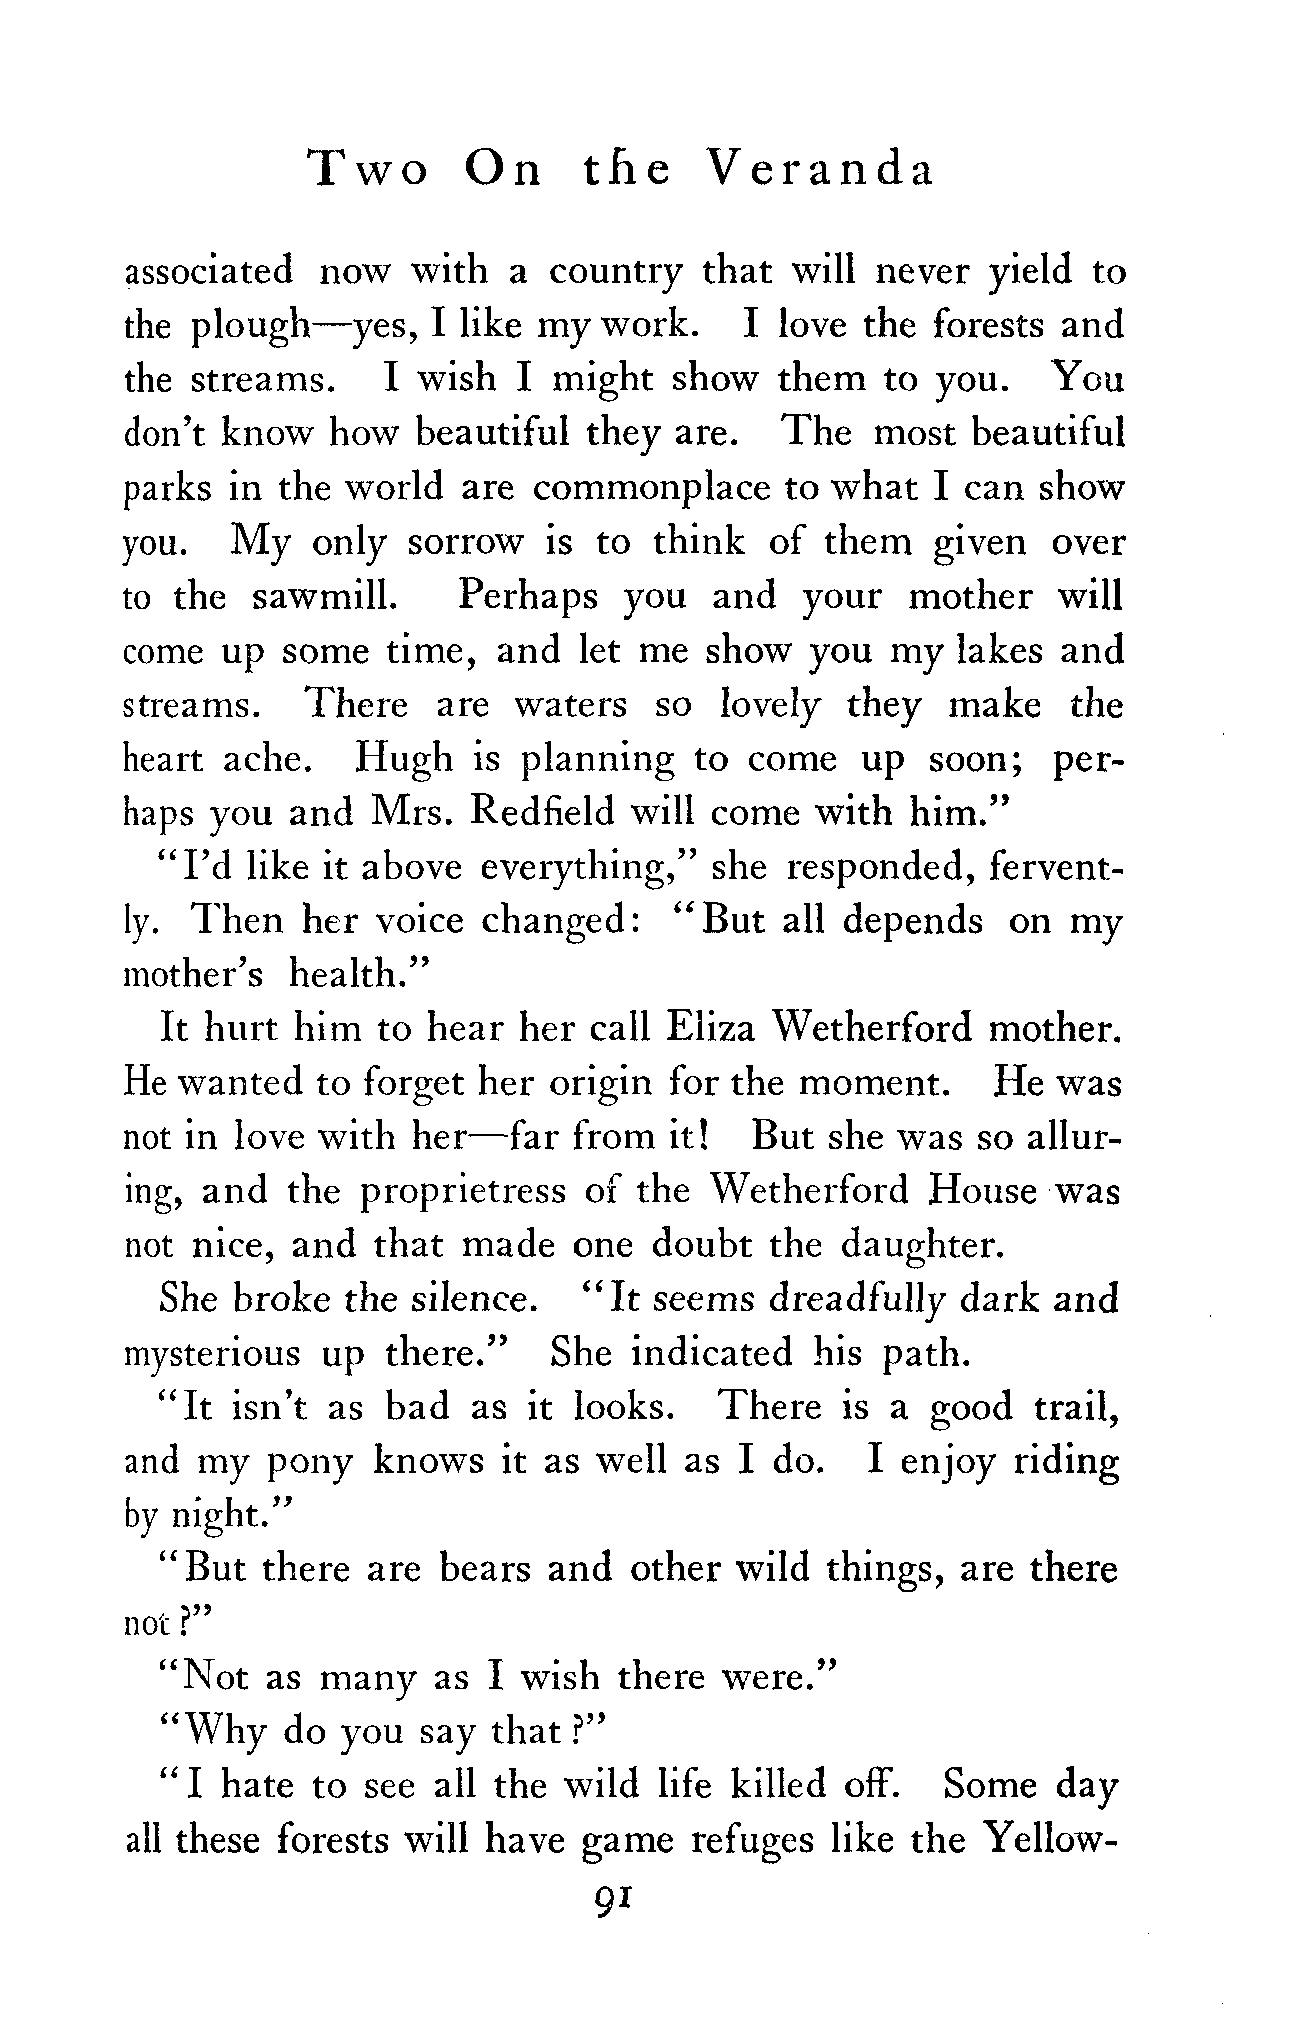 Two On the Veranda
associated now with a country that will never yield to
the plough—yes, I like my work. I love the forests and
the streams. I wish I might show them to you. You
don't know how beautiful they are. The most beautiful
parks in the world are commonplace to what I can show
you. My only sorrow is to think of them given over
to the sawmill. Perhaps you and your mother will
come up some time, and let me show you my lakes and
streams. There are waters so lovely they make the
heart ache. Hugh is planning to come up soon; per-
haps you and Mrs. Redfield will come with him."
"I'd like it above everything," she responded, fervent-
ly. Then her voice changed: "But all depends on my
mother's health."
It hurt him to hear her call Eliza Wetherford mother.
He wanted to forget her origin for the moment. He was
not in love with her—far from it! But she was so allur-
ing, and the proprietress of the Wetherford House was
not nice, and that made one doubt the daughter.
She broke the silence. "It seems dreadfully dark and
mysterious up there." She indicated his path.
"It isn't as bad as it looks. There is a good trail,
and my pony knows it as well as I do. I enjoy riding
by night."
"But there are bears and other wild things, are there
not?"
"Not as many as I wish there were."
"Why do you say that?"
"I hate to see all the wild life killed off. Some day
all these forests will have game refuges like the Yellow-
91